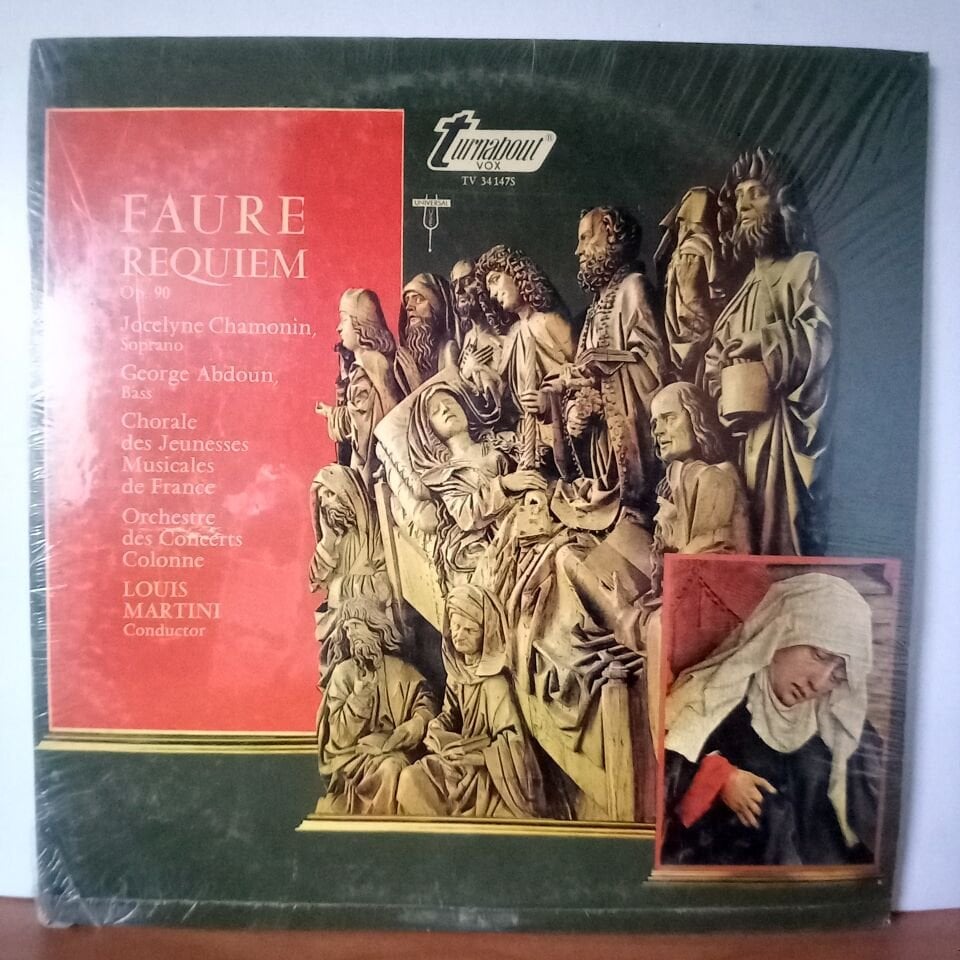 FAURE
REQUIEM
Op. 90
Jocelyne Chamonin,
Soprano
George Abdoun,
Bass
Chorale
des Jeunesses
Musicales
de France
Orchestre
des Concerts
Colonne
LOUIS
MARTINI
Conductor
turnabout®
VOX
TV 34147S
UNIVERSAL